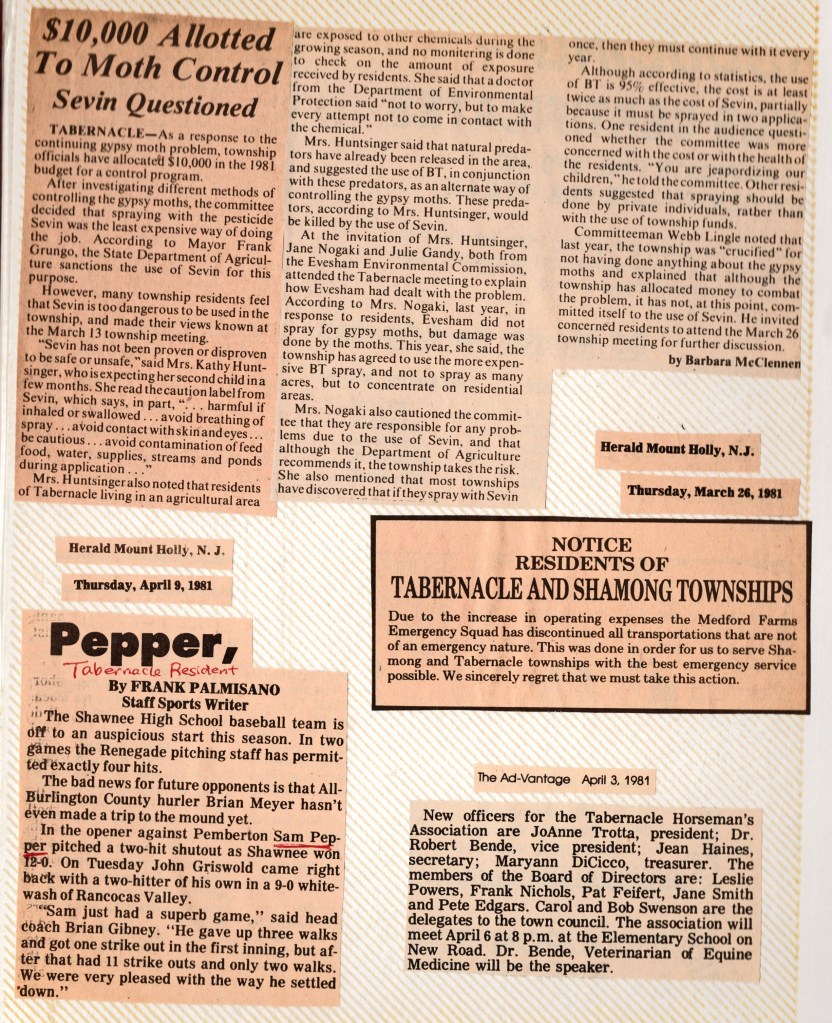 $10,000 Allotted
To Moth Control
Sevin Questioned
TABERNACLE—As a response to the
continuing gypsy moth problem, township
officials have allocated $10,000 in the 1981
budget for a control program.
After investigating different methods of
controlling the gypsy moths, the committee
decided that spraying with the pesticide
Sevin was the least expensive way of doing
the job. According to Mayor Frank
Grungo, the State Department of Agricul-
ture sanctions the use of Sevin for this
purpose.
However, many township residents feel
that Sevin is too dangerous to be used in the
township, and made their views known at
the March 13 township meeting.
"Sevin has not been proven or disproven
to be safe or unsafe," said Mrs. Kathy Hunt-
singer, who is expecting her second child in a
few months. She read the caution label from
Sevin, which says, in part, ". . . harmful if
inhaled or swallowed . . . avoid breathing of
spray . . . avoid contact with skin and eyes . . .
be cautious . . . avoid contamination of feed
food, water, supplies, streams and ponds
during application . . ."
Mrs. Huntsinger also noted that residents
of Tabernacle living in an agricultural area
are exposed to other chemicals during the
growing season, and no monitering is done
to check on the amount of exposure
received by residents. She said that a doctor
from the Department of Environmental
Protection said "not to worry, but to make
every attempt not to come in contact with
the chemical."
Mrs. Huntsinger said that natural preda-
tors have already been released in the area,
and suggested the use of BT, in conjunction
with these predators, as an alternate way of
controlling the gypsy moths. These preda-
tors, according to Mrs. Huntsinger, would
be killed by the use of Sevin.
At the invitation of Mrs. Huntsinger,
Jane Nogaki and Julie Gandy, both from
the Evesham Environmental Commission,
attended the Tabernacle meeting to explain
how Evesham had dealt with the problem.
According to Mrs. Nogaki, last year, in
response to residents, Evesham did not
spray for gypsy moths, but damage was
done by the moths. This year, she said, the
township has agreed to use the more expen-
sive BT spray, and not to spray as many
acres, but to concentrate on residential
areas.
Mrs. Nogaki also cautioned the commit-
tee that they are responsible for any prob-
lems due to the use of Sevin, and that
although the Department of Agriculture
recommends it, the township takes the risk.
She also mentioned that most townships
have discovered that if they spray with Sevin
once, then they must continue with it every
year.
Although according to statistics, the use
of BT is 95% effective, the cost is at least
twice as much as the cost of Sevin, partially
because it must be sprayed in two applica-
tions. One resident in the audience questi-
oned whether the committee was more
concerned with the cost or with the health of
the residents. "You are jeapordizing our
children," he told the committee. Other resi-
dents suggested that spraying should be
done by private individuals, rather than
with the use of township funds.
Committeeman Webb Lingle noted that
last year, the township was "crucified" for
not having done anything about the gypsy
moths and explained that although the
township has allocated money to combat
the problem, it has not, at this point, com-
mitted itself to the use of Sevin. He invited
concerned residents to attend the March 26
township meeting for further discussion.
by Barbara McClennen
Herald Mount Holly, N.J.
Thursday, March 26, 1981
Herald Mount Holly, N. J.
Thursday, April 9, 1981
Pepper,
Tabernacle Resident
By FRANK PALMISANO
Staff Sports Writer
The Shawnee High School baseball team is
off to an auspicious start this season. In two
games the Renegade pitching staff has permit-
ted exactly four hits.
The bad news for future opponents is that All-
Burlington County hurler Brian Meyer hasn't
even made a trip to the mound yet.
In the opener against Pemberton Sam Pep-
per pitched a two-hit shutout as Shawnee won
12-0. On Tuesday John Griswold came right
back with a two-hitter of his own in a 9-0 white-
wash of Rancocas Valley.
"Sam just had a superb game," said head
coach Brian Gibney. "He gave up three walks
and got one strike out in the first inning, but af-
ter that had 11 strike outs and only two walks.
We were very pleased with the way he settled
down."
NOTICE
RESIDENTS OF
TABERNACLE AND SHAMONG TOWNSHIPS
Due to the increase in operating expenses the Medford Farms
Emergency Squad has discontinued all transportations that are not
of an emergency nature. This was done in order for us to serve Sha-
mong and Tabernacle townships with the best emergency service
possible. We sincerely regret that we must take this action.
The Ad-Vantage April 3, 1981
New officers for the Tabernacle Horseman's
Association are JoAnne Trotta, president; Dr.
Robert Bende, vice president; Jean Haines,
secretary; Maryann DiCicco, treasurer. The
members of the Board of Directors are: Leslie
Powers, Frank Nichols, Pat Feifert, Jane Smith
and Pete Edgars. Carol and Bob Swenson are the
delegates to the town council. The association will
meet April 6 at 8 p.m. at the Elementary School on
New Road. Dr. Bende, Veterinarian of Equine
Medicine will be the speaker.